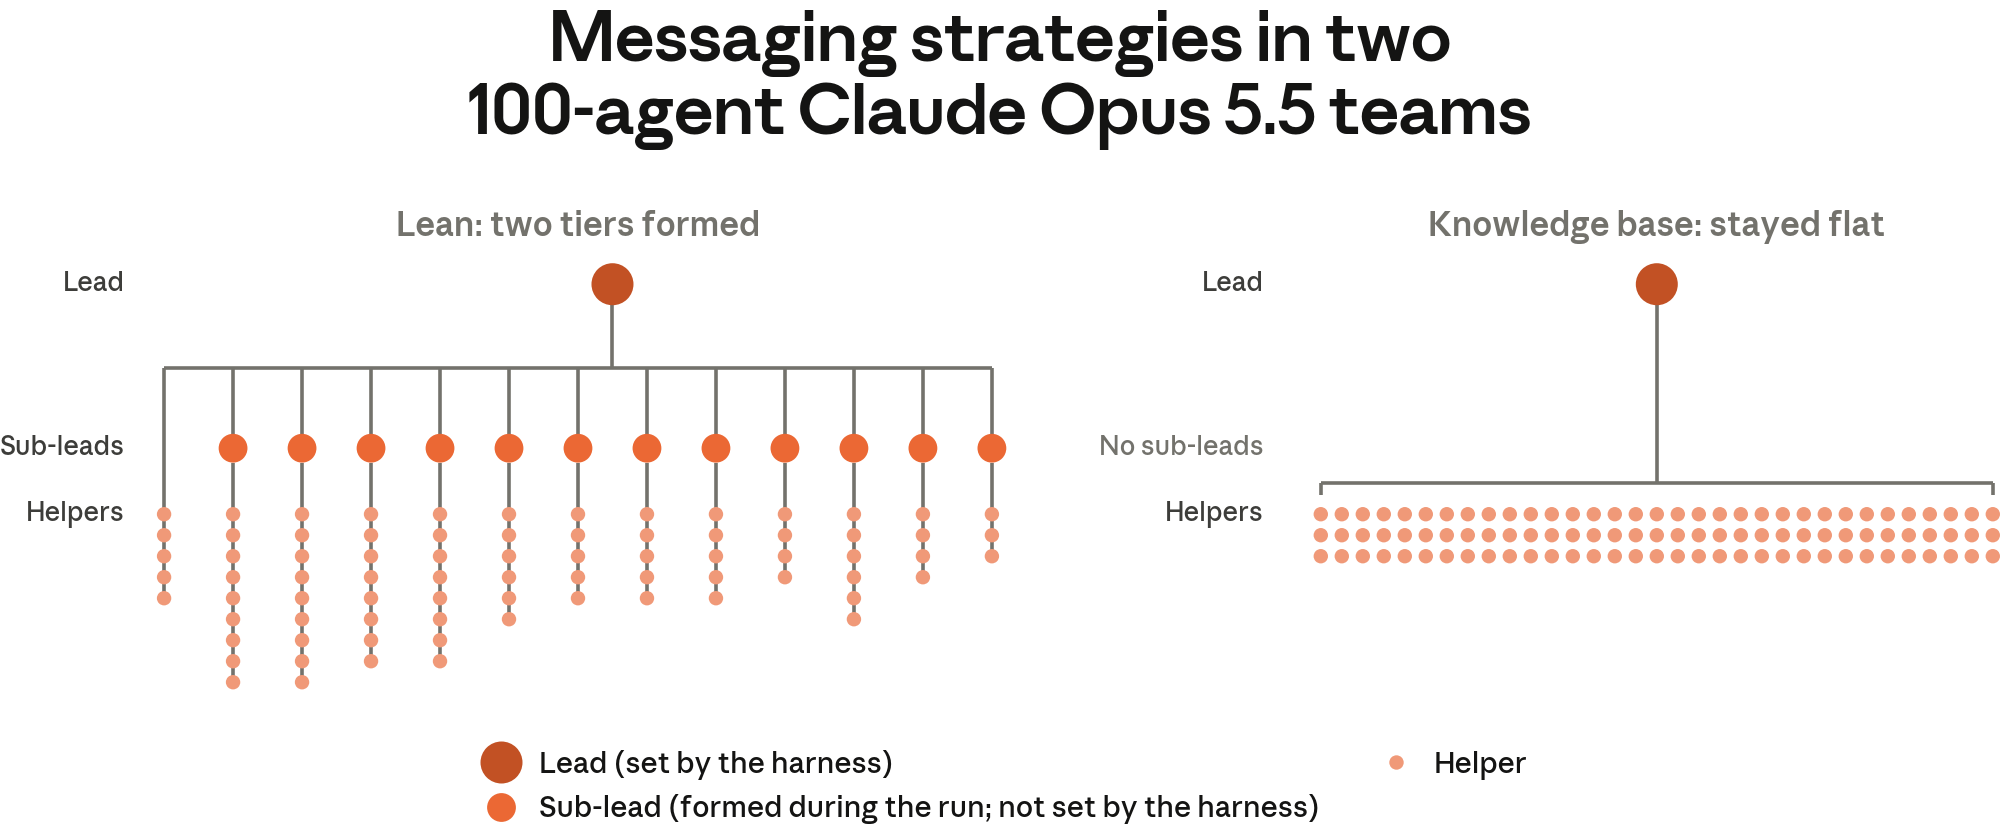 Messaging strategies in two
100-agent Claude Opus 5.5 teams
Lean: two tiers formed
Lead
Sub-leads
Helpers
Knowledge base: stayed flat
Lead
No sub-leads
Helpers
Lead (set by the harness)
Sub-lead (formed during the run; not set by the harness)
Helper